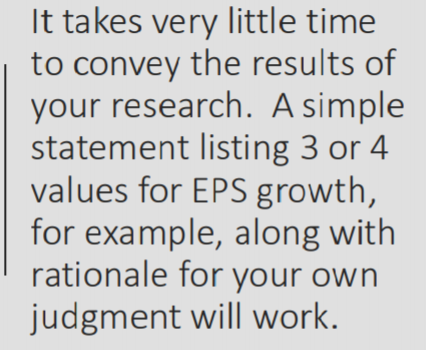 It takes very little time
to convey the results of
your research.  A simple
statement listing 3 or 4
values for EPS growth,
for example, along with
rationale for your own
judgment will work.